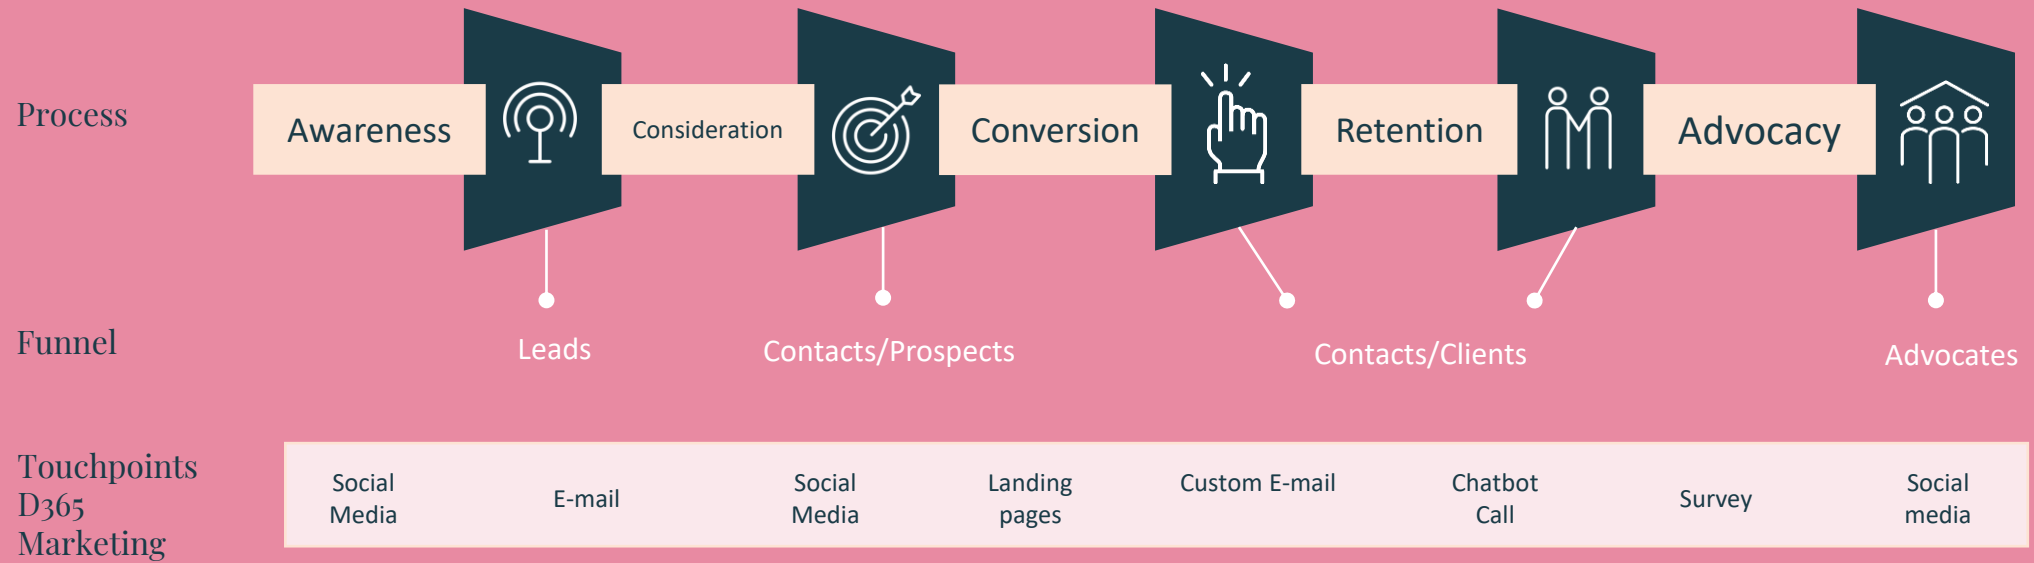 Process
Awareness
Consideration
Conversion
Retention
Advocacy
Funnel
Leads
Contacts/Prospects
Contacts/Clients
Advocates
Touchpoints
D365
Marketing
Social
Media
E-mail
Social
Media
Landing
pages
Custom E-mail
Chatbot
Call
Survey
Social
media